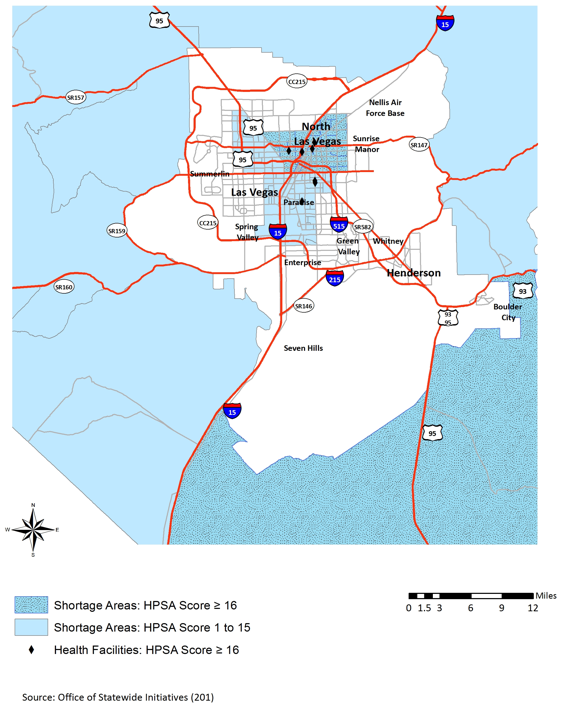 95
15
CC215
SR157
Nellis Air
Force Base
95
North
Las Vegas
Sunrise
Manor
SR147
95
Summerlin
Las Vegas
Paradise
CC215
SR159
Spring
Valley
15
515
SR582
Green
Valley
Whitney
Enterprise
Henderson
215
SR160
93
SR146
Boulder
City
93
95
Seven Hills
15
95
N
W
E
S
Shortage Areas: HPSA Score ≥ 16
Shortage Areas: HPSA Score 1 to 15
Health Facilities: HPSA Score ≥ 16
Miles
0 1.5 3 6 9 12
Source: Office of Statewide Initiatives (201)